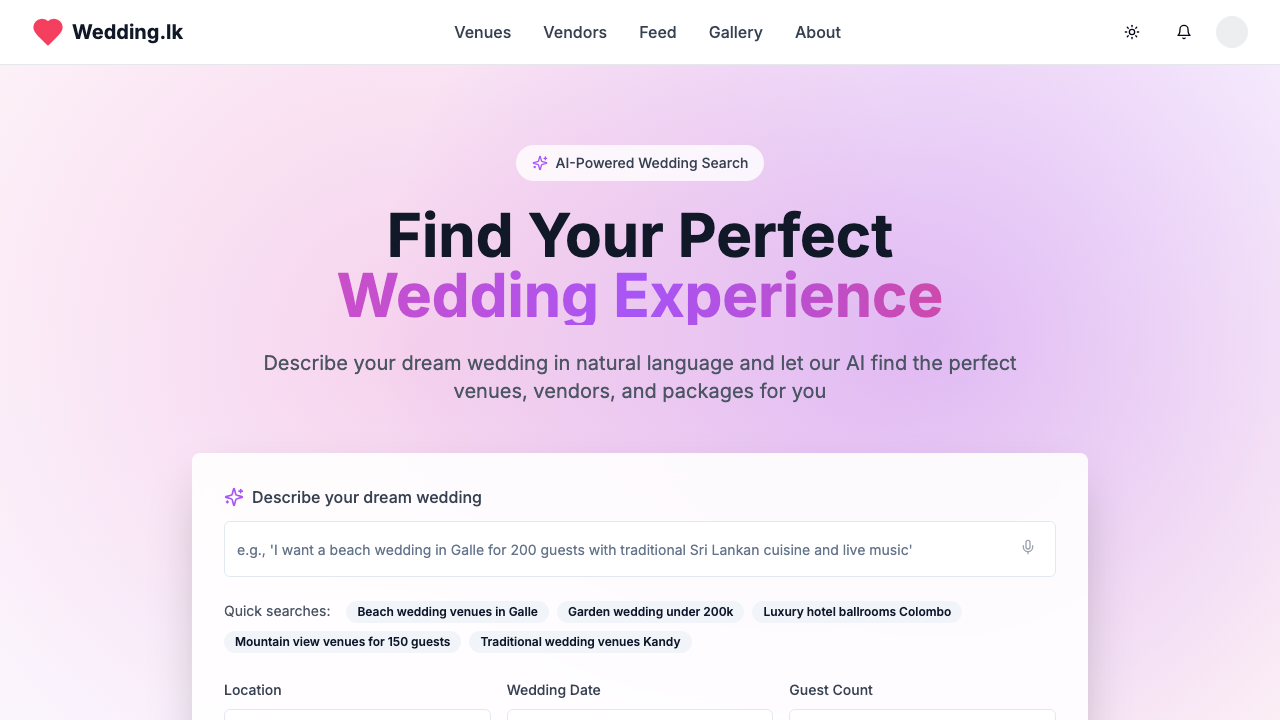 Wedding.lk
Venues Vendors Feed Gallery About
AI-Powered Wedding Search
Find Your Perfect
Wedding Experience
Describe your dream wedding in natural language and let our AI find the perfect
venues, vendors, and packages for you
Describe your dream wedding
e.g., 'I want a beach wedding in Galle for 200 guests with traditional Sri Lankan cuisine and live music'
Quick searches: Beach wedding venues in Galle Garden wedding under 200k Luxury hotel ballrooms Colombo
Mountain view venues for 150 guests Traditional wedding venues Kandy
Location Wedding Date Guest Count